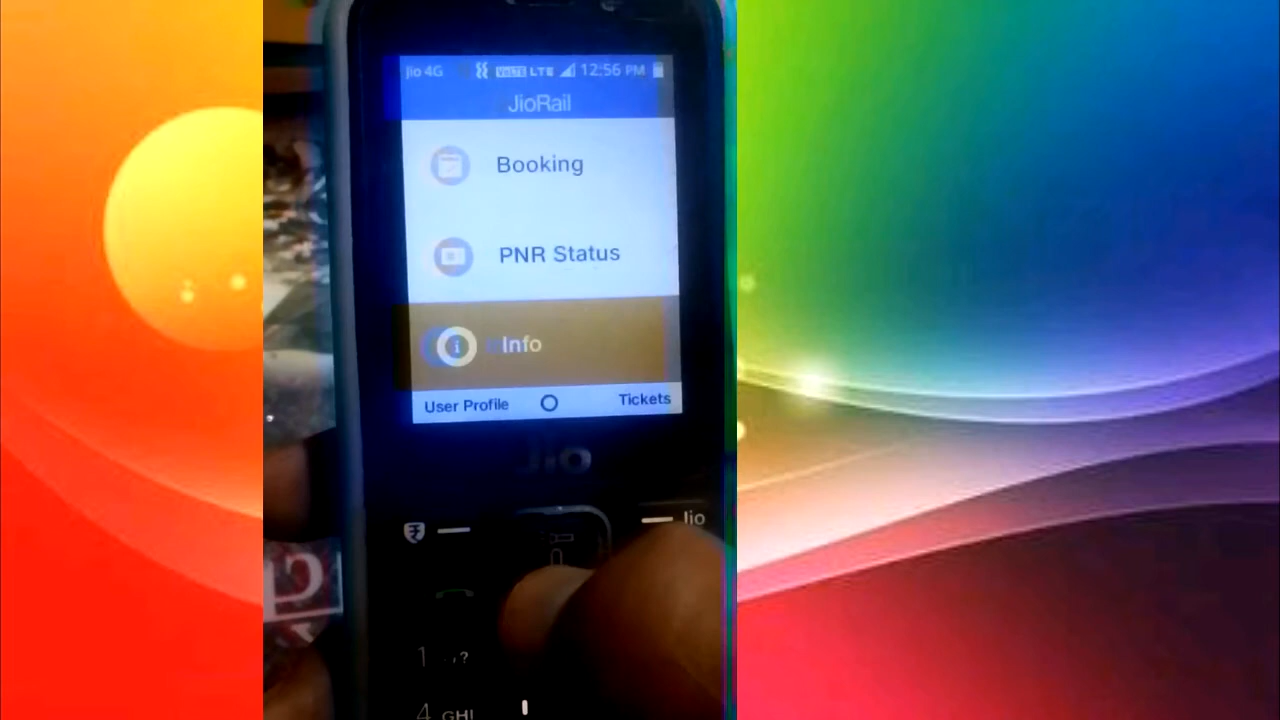 Jio 4G VoLTE LTE 12:56 PM
JioRail
Booking
PNR Status
i Info
User Profile Tickets
Jio
₹ Jio
1 .,?
4 GHI